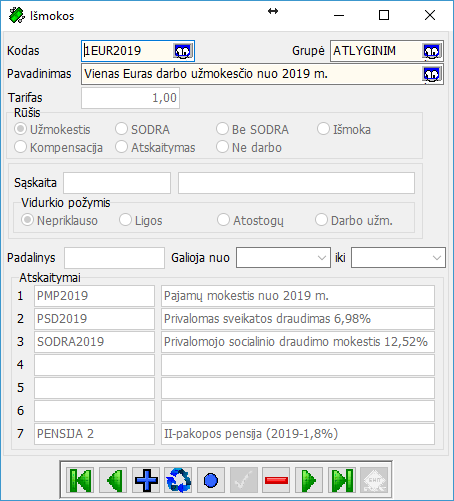 Išmokos
Kodas 1EUR2019 Grupė ATLYGINIM
Pavadinimas Vienas Euras darbo užmokesčio nuo 2019 m.
Tarifas 1,00
Rūšis
Užmokestis SODRA Be SODRA Išmoka
Kompensacija Atskaitymas Ne darbo
Sąskaita
Vidurkio požymis
Nepriklauso Ligos Atostogų Darbo užm.
Padalinys Galioja nuo iki
Atskaitymai
1 PMP2019 Pajamų mokestis nuo 2019 m.
2 PSD2019 Privalomas sveikatos draudimas 6,98%
3 SODRA2019 Privalomojo socialinio draudimo mokestis 12,52%
4
5
6
7 PENSIJA 2 II-pakopos pensija (2019-1,8%)